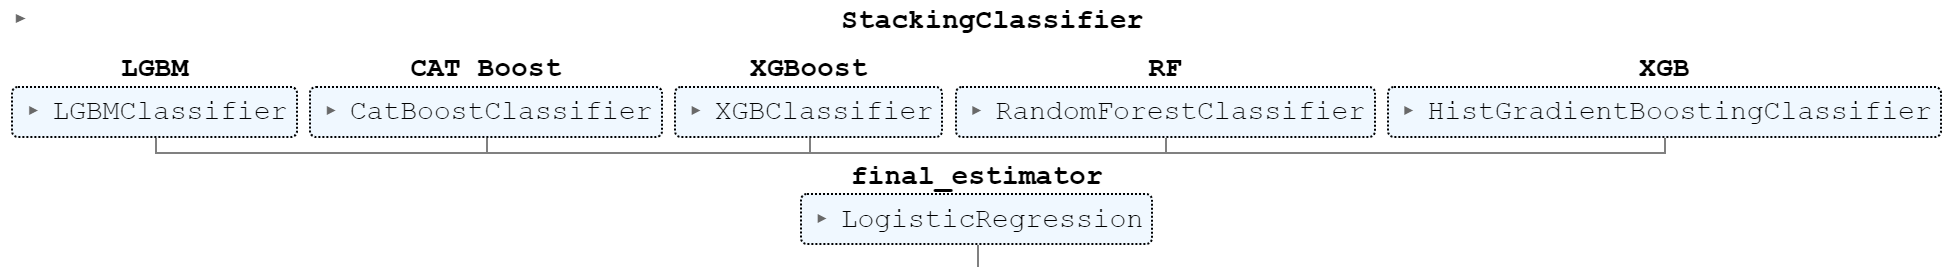 StackingClassifier
LGBM CAT Boost XGBoost RF XGB
LGBMClassifier CatBoostClassifier XGBClassifier RandomForestClassifier HistGradientBoostingClassifier
final_estimator
LogisticRegression